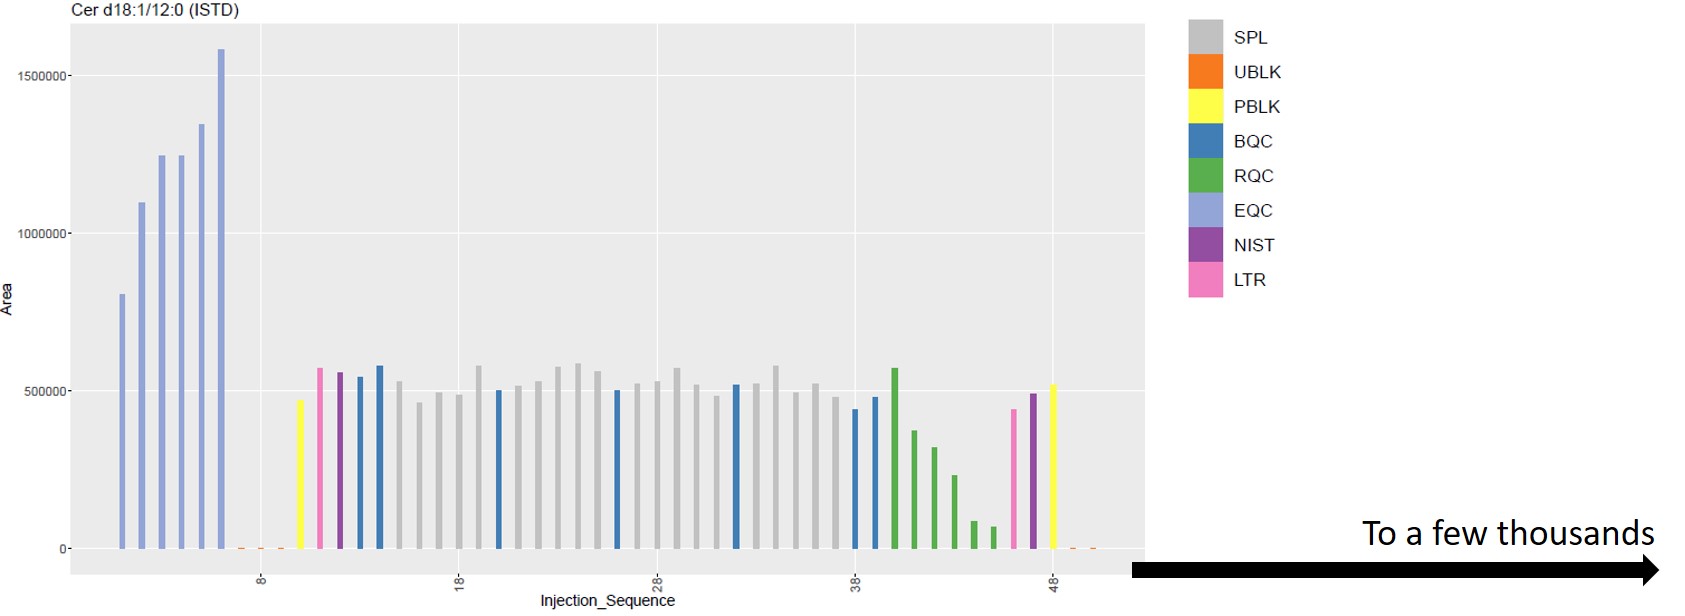 Cer d18:1/12:0 (ISTD)
1500000
1000000
500000
0
Area
8
18
28
38
48
Injection_Sequence
SPL
UBLK
PBLK
BQC
RQC
EQC
NIST
LTR
To a few thousands